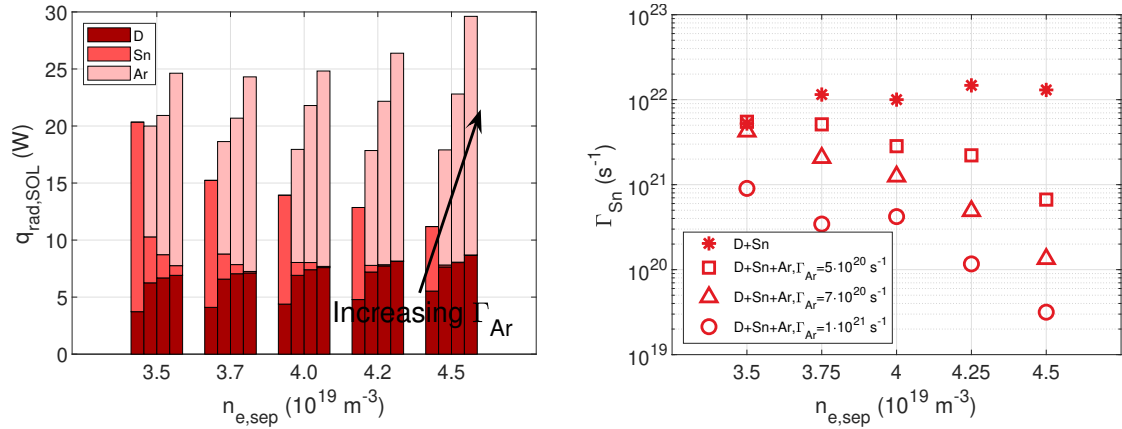 30
25
20
15
10
5
0
q_rad,SOL (W)
D
Sn
Ar
Increasing Γ_Ar
3.5 3.7 4.0 4.2 4.5
n_e,sep (10^19 m^-3)
10^23
10^22
10^21
10^20
10^19
Γ_Sn (s^-1)
D+Sn
D+Sn+Ar,Γ_Ar=5·10^20 s^-1
D+Sn+Ar,Γ_Ar=7·10^20 s^-1
D+Sn+Ar,Γ_Ar=1·10^21 s^-1
3.5 3.75 4 4.25 4.5
n_e,sep (10^19 m^-3)